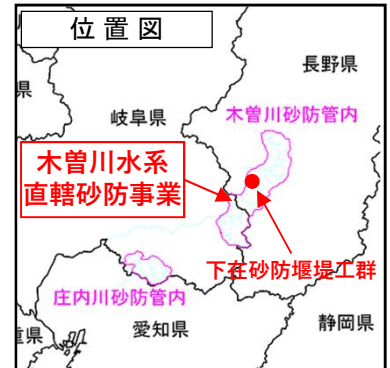 位置図
長野県
県
岐阜県
木曽川砂防管内
木曽川水系
直轄砂防事業
下在砂防堰堤工群
庄内川砂防管内
愛知県
静岡県
重県